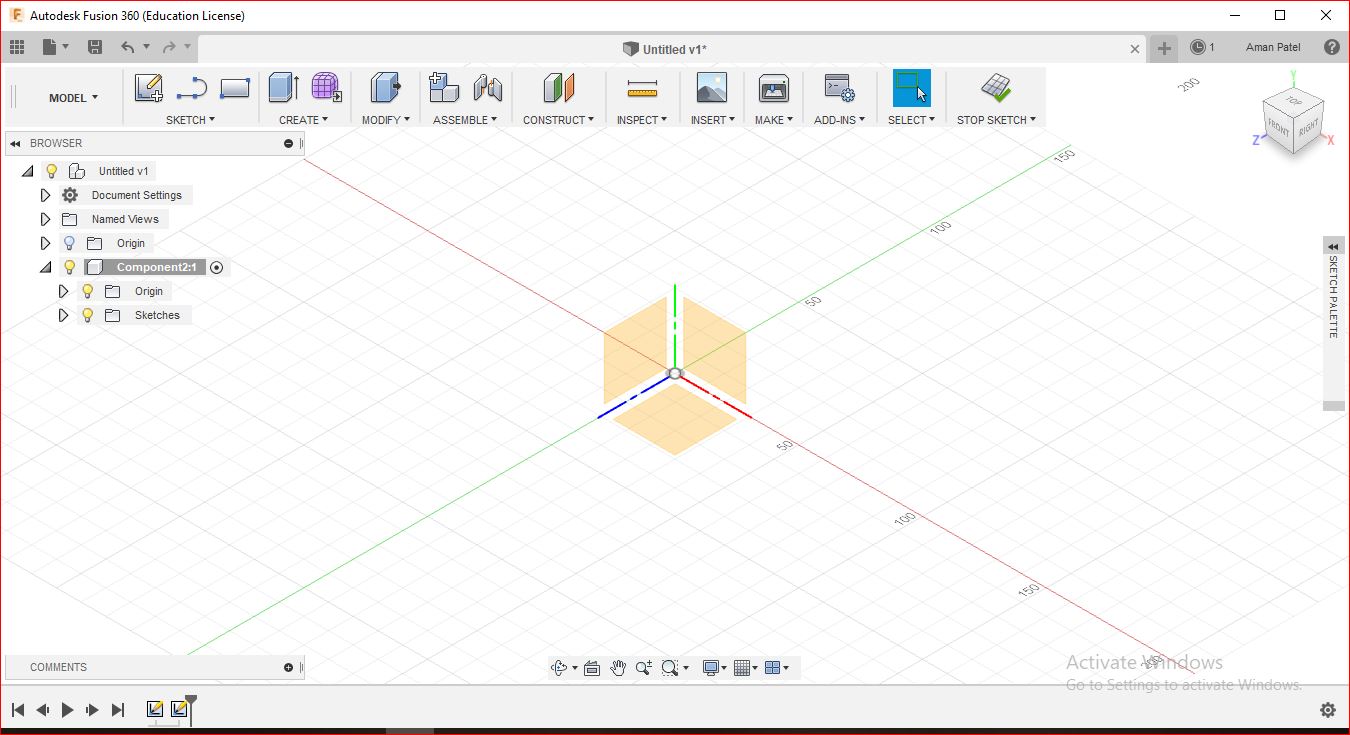 Autodesk Fusion 360 (Education License)
Untitled v1*
1
Aman Patel
MODEL
SKETCH
CREATE
MODIFY
ASSEMBLE
CONSTRUCT
INSPECT
INSERT
MAKE
ADD-INS
SELECT
STOP SKETCH
200
Y
TOP
FRONT
RIGHT
Z
X
BROWSER
Untitled v1
Document Settings
Named Views
Origin
Component2:1
Origin
Sketches
150
100
50
50
100
150
SKETCH PALETTE
COMMENTS
Activate Windows
Go to Settings to activate Windows.